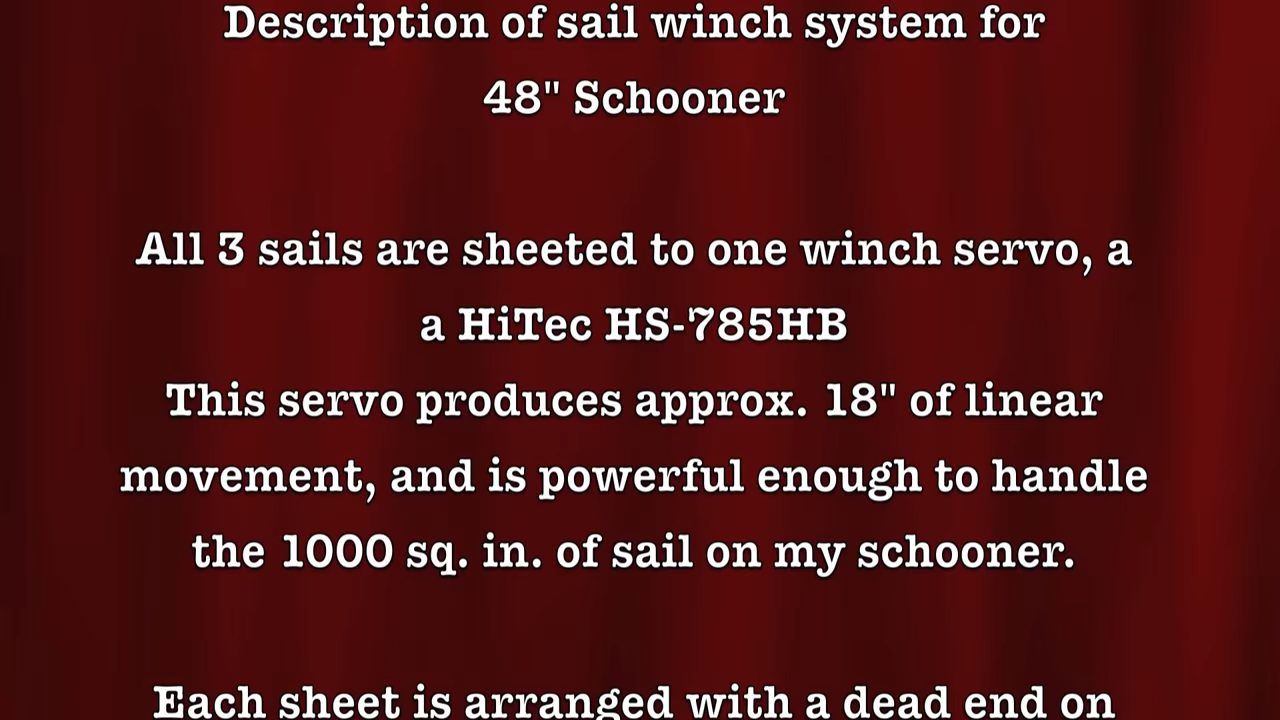 Description of sail winch system for
48" Schooner
All 3 sails are sheeted to one winch servo, a
a HiTec HS-785HB
This servo produces approx. 18" of linear
movement, and is powerful enough to handle
the 1000 sq. in. of sail on my schooner.
Each sheet is arranged with a dead end on